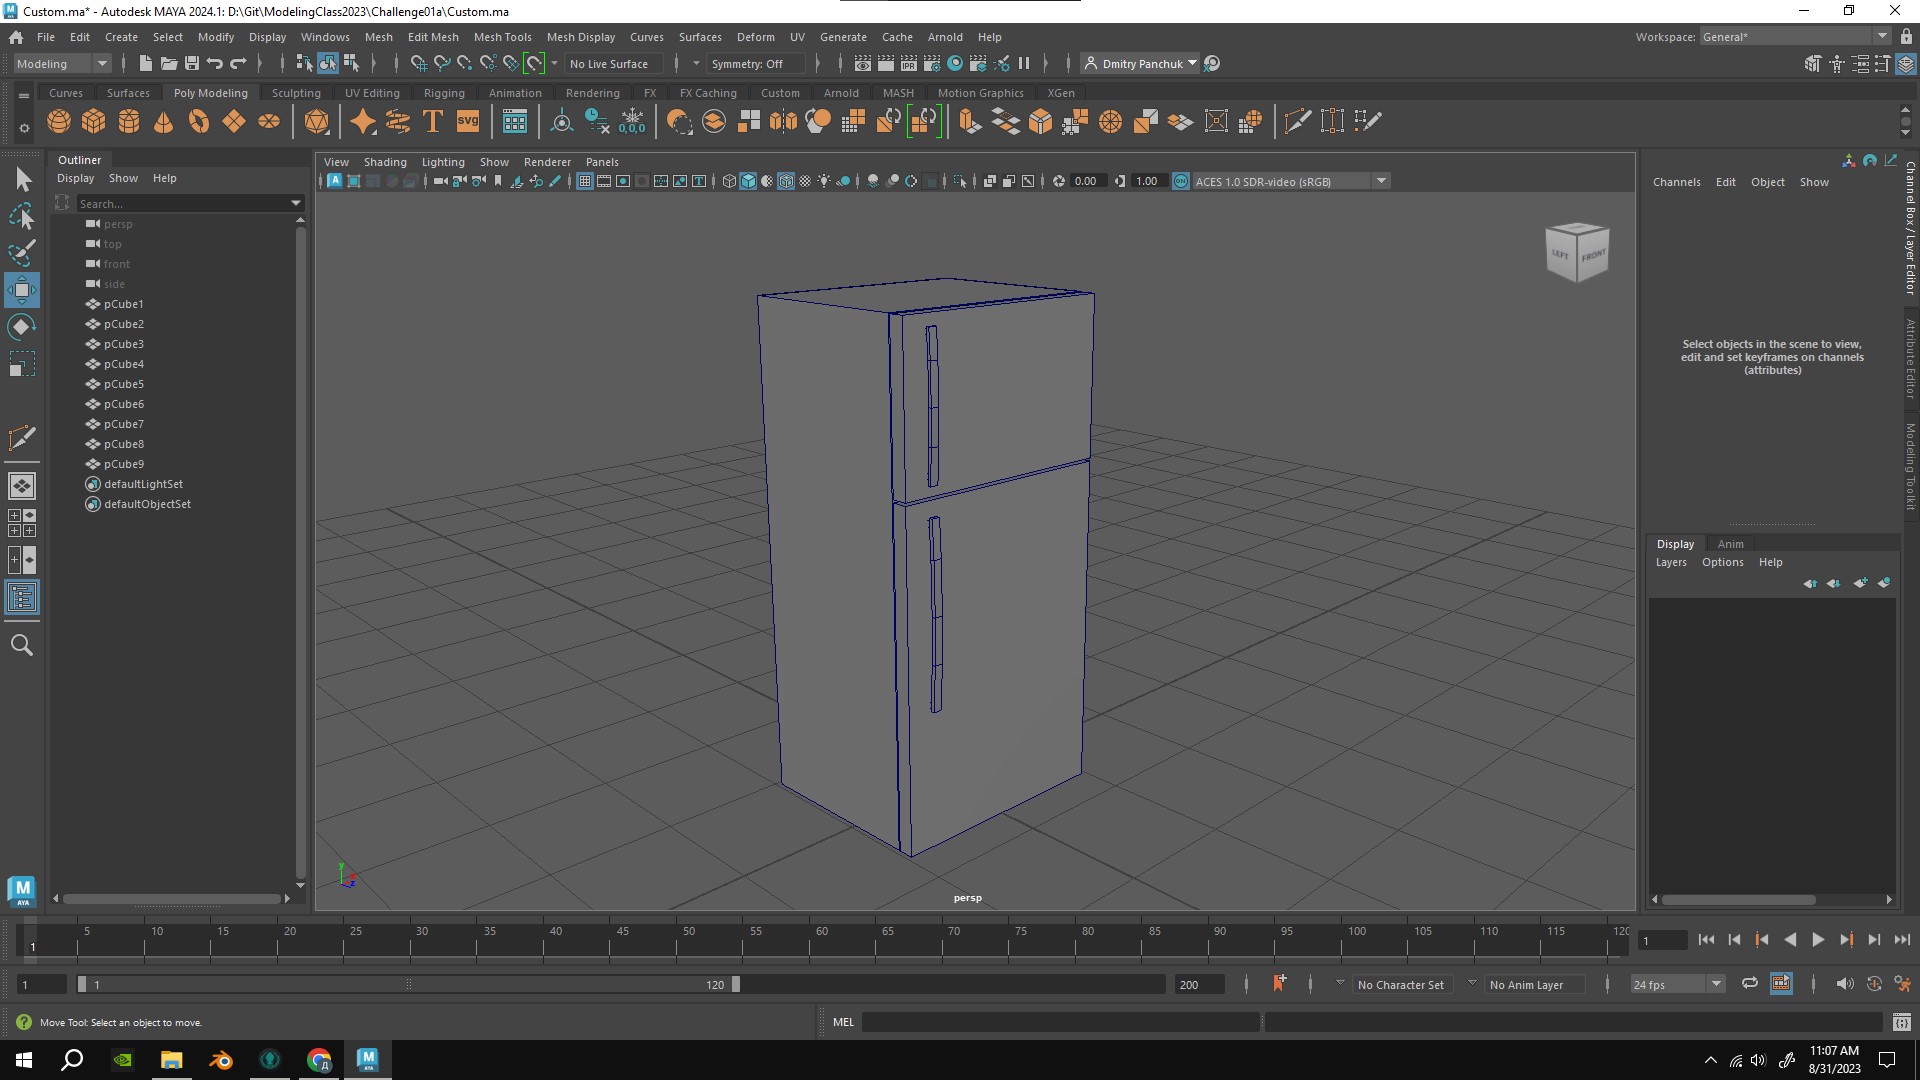 Custom.ma* - Autodesk MAYA 2024.1: D:\Git\ModelingClass2023\Challenge01a\Custom.ma
File Edit Create Select Modify Display Windows Mesh Edit Mesh Mesh Tools Mesh Display Curves Surfaces Deform UV Generate Cache Arnold Help
Workspace: General*
Modeling
No Live Surface
Symmetry: Off
Dmitry Panchuk
Curves Surfaces Poly Modeling Sculpting UV Editing Rigging Animation Rendering FX FX Caching Custom Arnold MASH Motion Graphics XGen
T
svg
0,0,0
Outliner
Display Show Help
Search...
persp
top
front
side
pCube1
pCube2
pCube3
pCube4
pCube5
pCube6
pCube7
pCube8
pCube9
defaultLightSet
defaultObjectSet
View Shading Lighting Show Renderer Panels
0.00
1.00
ACES 1.0 SDR-video (sRGB)
LEFT FRONT
y
z
persp
Channels Edit Object Show
Select objects in the scene to view,
edit and set keyframes on channels
(attributes)
Channel Box / Layer Editor
Attribute Editor
Modeling Toolkit
Display Anim
Layers Options Help
M
AYA
1 5 10 15 20 25 30 35 40 45 50 55 60 65 70 75 80 85 90 95 100 105 110 115 120
1
1
1
120
200
No Character Set
No Anim Layer
24 fps
Move Tool: Select an object to move.
MEL
11:07 AM
8/31/2023